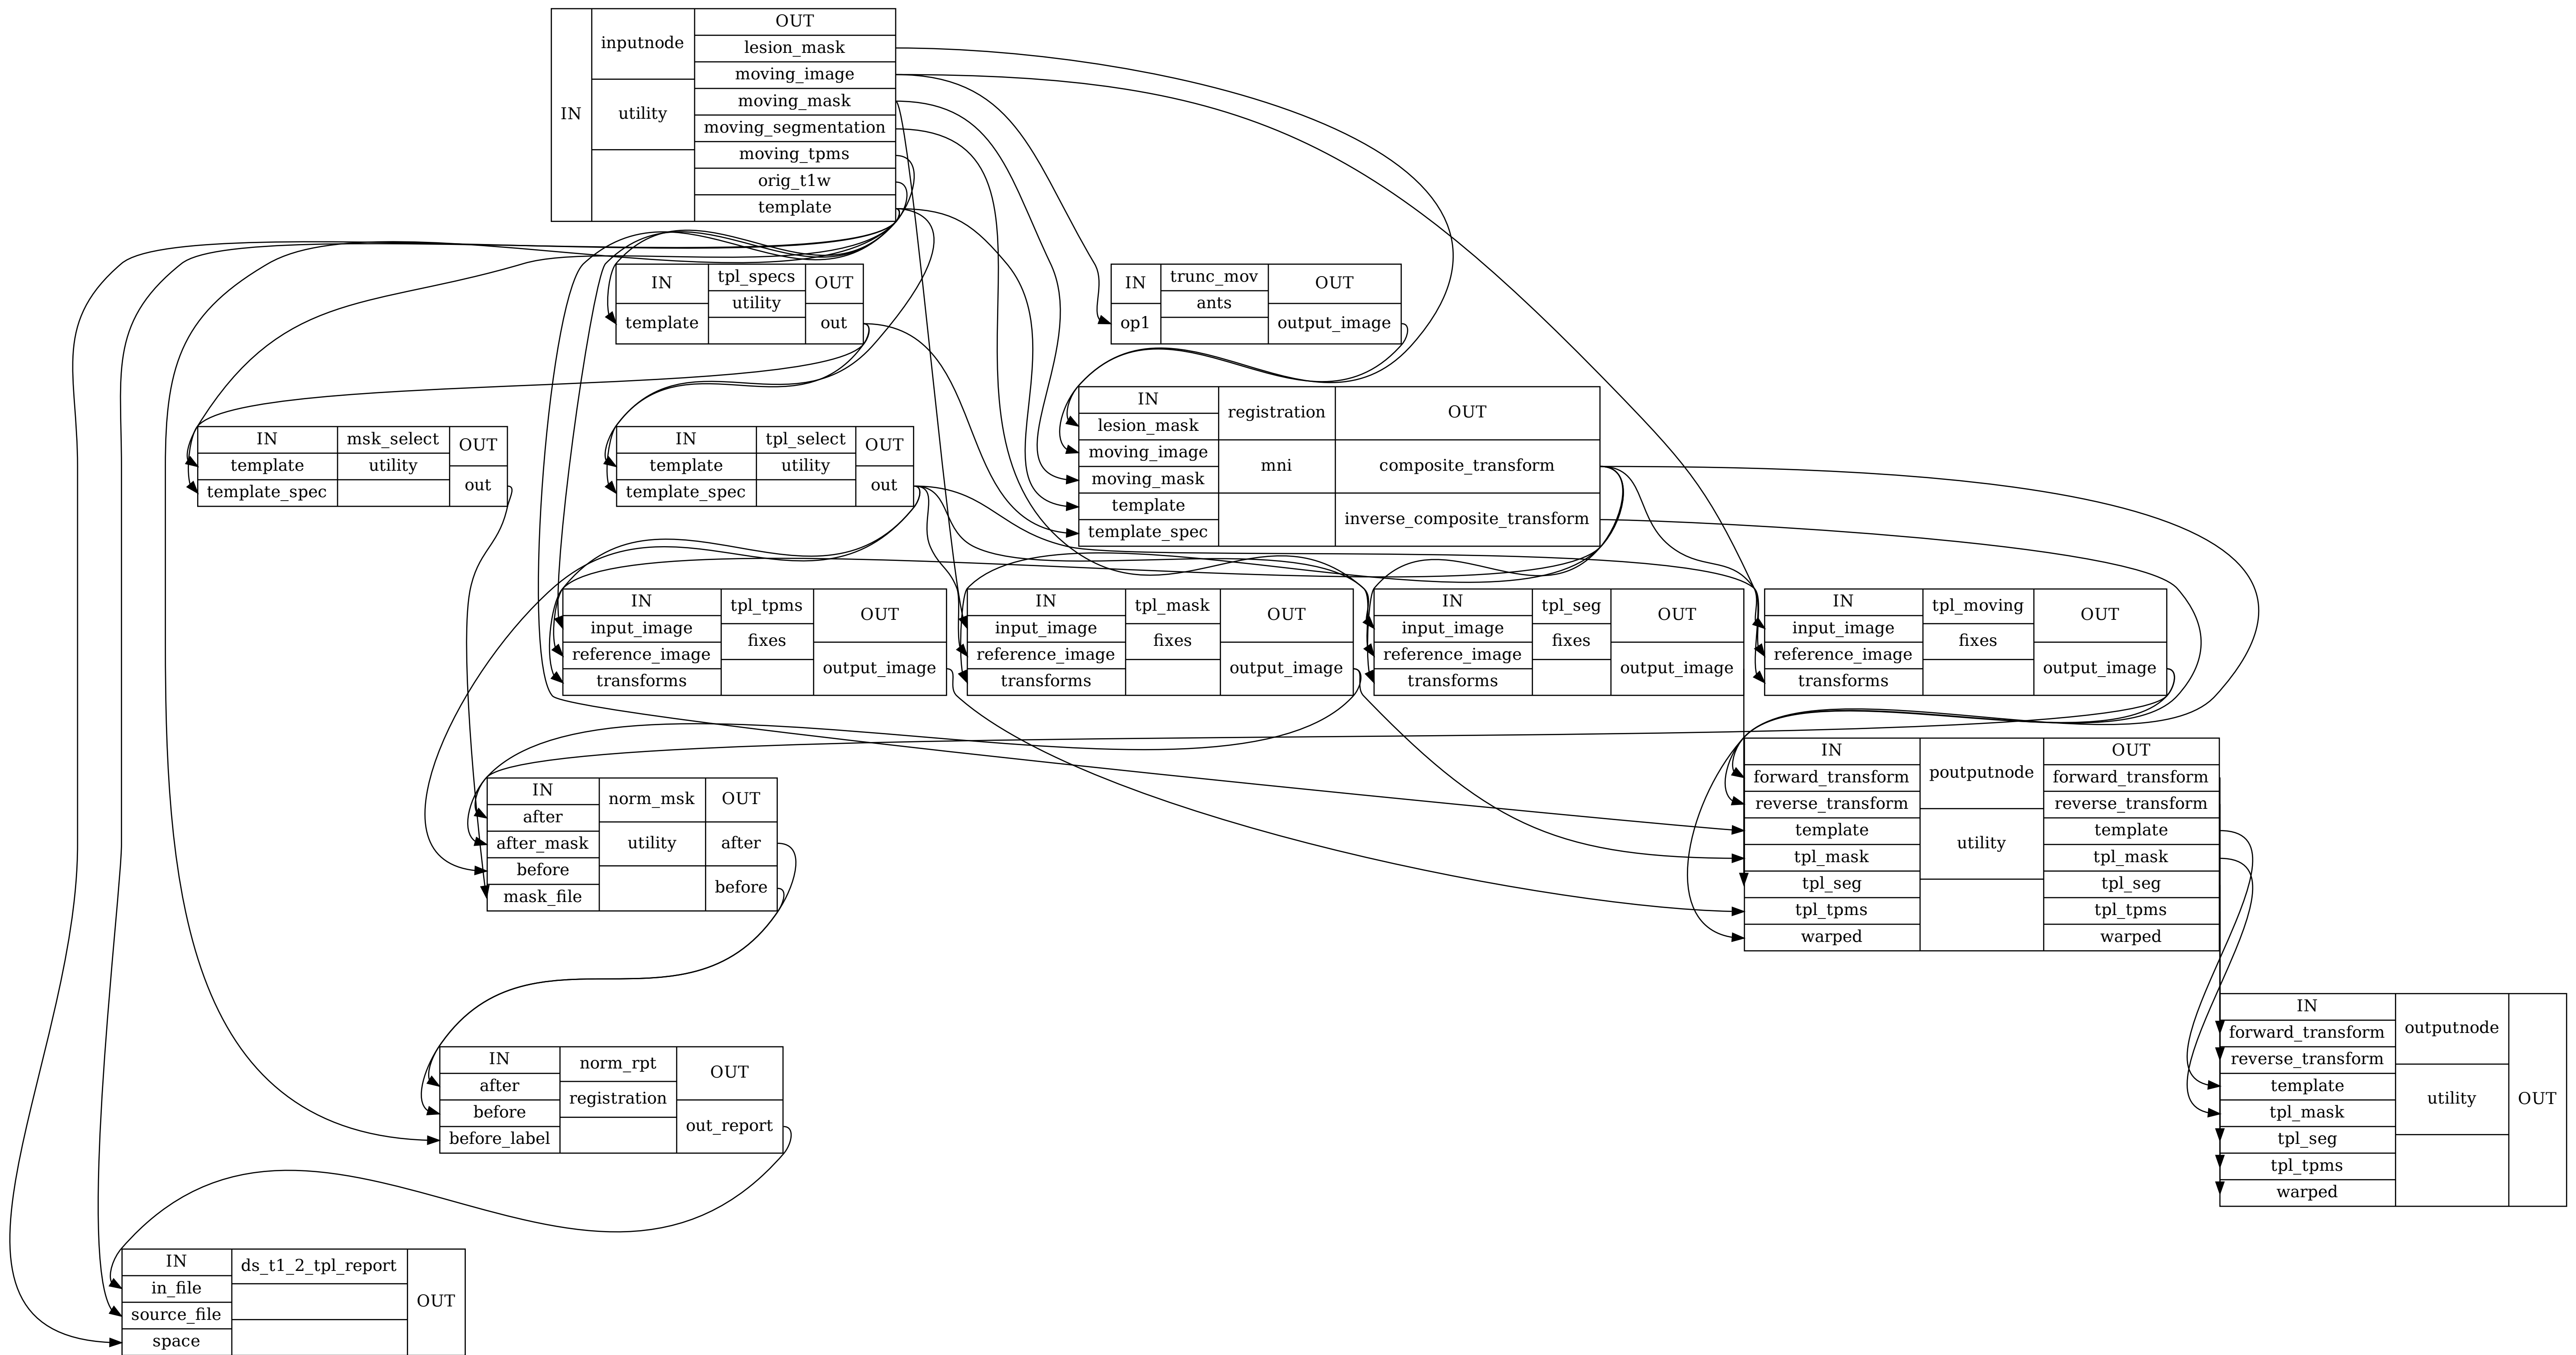 IN
inputnode
utility
OUT
lesion_mask
moving_image
moving_mask
moving_segmentation
moving_tpms
orig_t1w
template
IN
template
tpl_specs
utility
OUT
out
IN
op1
trunc_mov
ants
OUT
output_image
IN
lesion_mask
moving_image
moving_mask
template
template_spec
registration
mni
OUT
composite_transform
inverse_composite_transform
IN
template
template_spec
msk_select
utility
OUT
out
IN
template
template_spec
tpl_select
utility
OUT
out
IN
input_image
reference_image
transforms
tpl_tpms
fixes
OUT
output_image
IN
input_image
reference_image
transforms
tpl_mask
fixes
OUT
output_image
IN
input_image
reference_image
transforms
tpl_seg
fixes
OUT
output_image
IN
input_image
reference_image
transforms
tpl_moving
fixes
OUT
output_image
IN
forward_transform
reverse_transform
template
tpl_mask
tpl_seg
tpl_tpms
warped
poutputnode
utility
OUT
forward_transform
reverse_transform
template
tpl_mask
tpl_seg
tpl_tpms
warped
IN
after
after_mask
before
mask_file
norm_msk
utility
OUT
after
before
IN
forward_transform
reverse_transform
template
tpl_mask
tpl_seg
tpl_tpms
warped
outputnode
utility
OUT
IN
after
before
before_label
norm_rpt
registration
OUT
out_report
IN
in_file
source_file
space
ds_t1_2_tpl_report
OUT